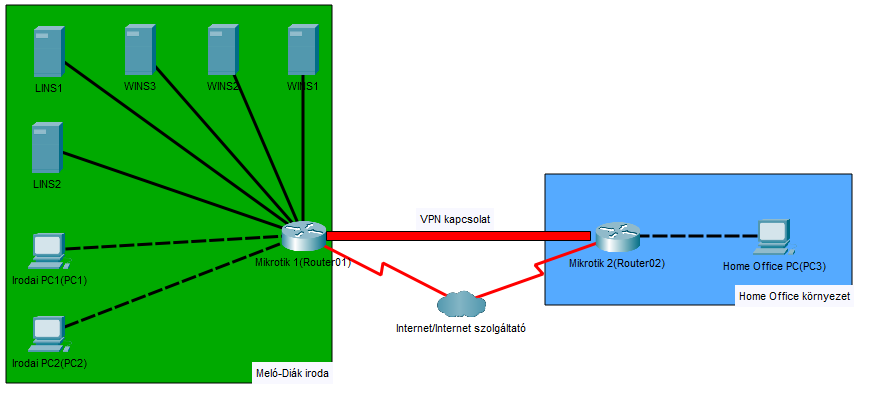 LINS1
WINS3
WINS2
WINS1
LINS2
Irodai PC1(PC1)
Irodai PC2(PC2)
Mikrotik 1(Router01)
Meló-Diák iroda
VPN kapcsolat
Internet/Internet szolgáltató
Mikrotik 2(Router02)
Home Office PC(PC3)
Home Office környezet